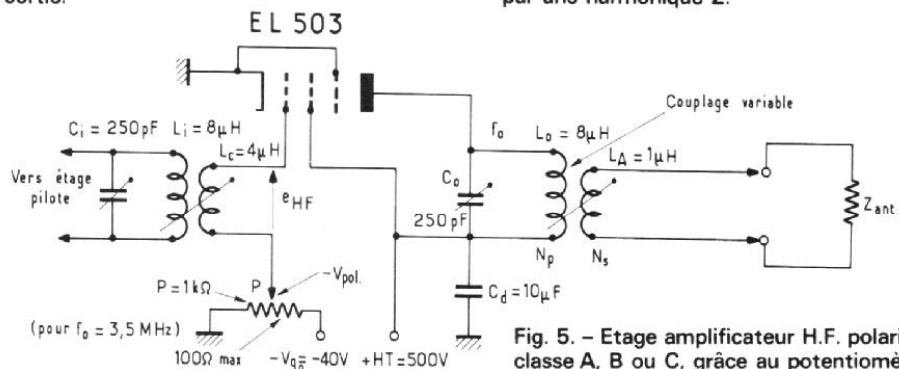 sortie.
par une harmonique 2.
EL 503
Couplage variable
Ci = 250pF
Li = 8µH
Lc = 4µH
fo
Lo = 8µH
LA = 1µH
Vers étage
pilote
eHF
Co
250 pF
Zant.
Np
Ns
-Vpol.
P = 1kΩ
P
Cd = 10µF
(pour fo = 3,5 MHz)
100Ω max
-Vg = -40V
+HT = 500V
Fig. 5. – Etage amplificateur H.F. polari
classe A, B ou C, grâce au potentiomè